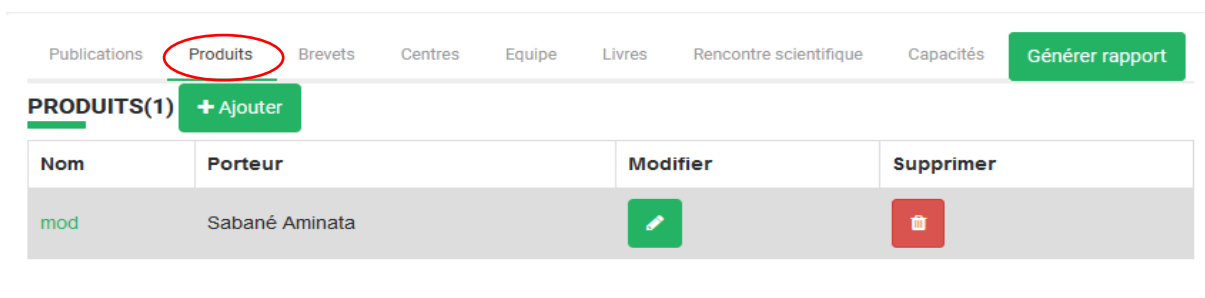 Publications Produits Brevets Centres Equipe Livres Rencontre scientifique Capacités Générer rapport
PRODUITS(1) + Ajouter
Nom Porteur Modifier Supprimer
mod Sabané Aminata